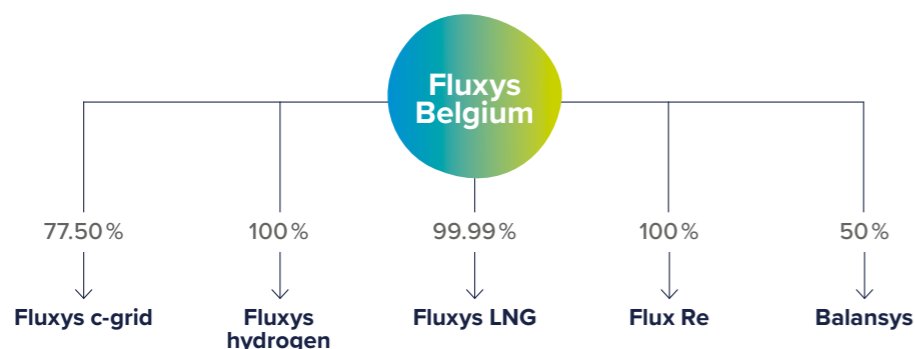 Fluxys
Belgium
77.50 %
100 %
99.99 %
100 %
50 %
Fluxys c-grid
Fluxys
hydrogen
Fluxys LNG
Flux Re
Balansys